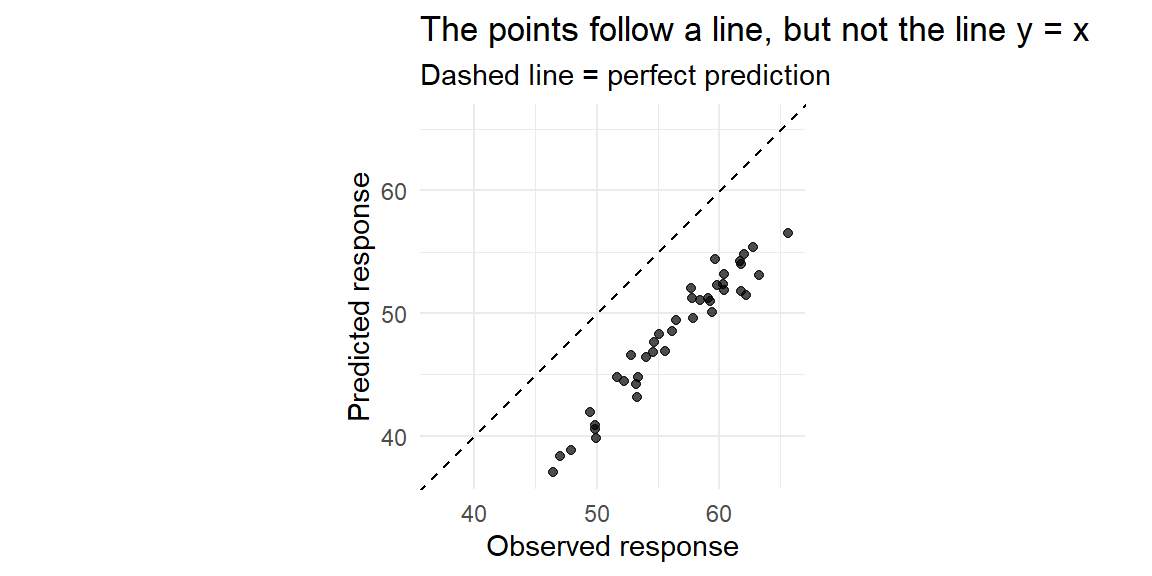 The points follow a line, but not the line y = x
Dashed line = perfect prediction
Predicted response
60
50
40
40
50
60
Observed response